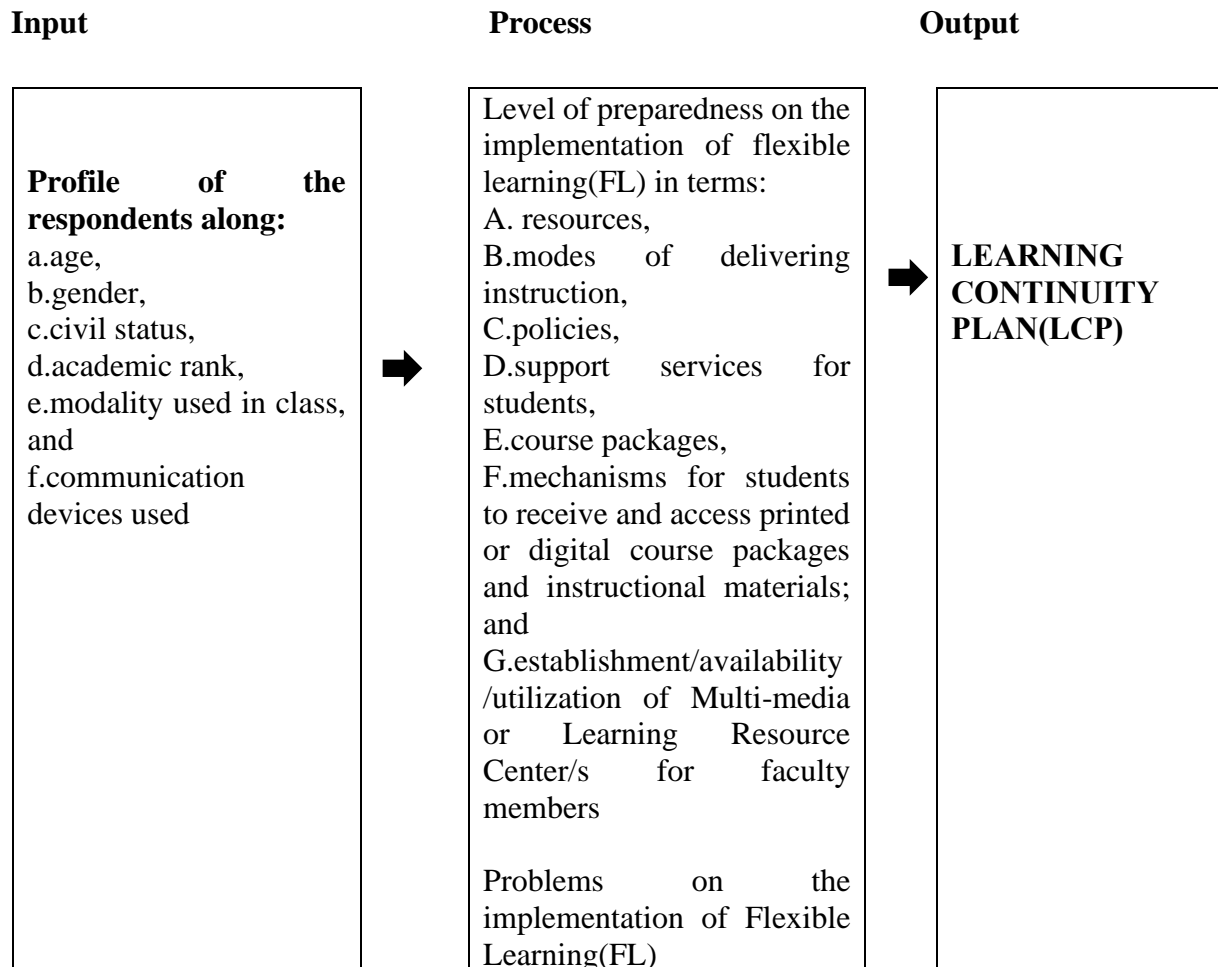 Input
Process
Output
Profile of the
respondents along:
a.age,
b.gender,
c.civil status,
d.academic rank,
e.modality used in class,
and
f.communication
devices used
Level of preparedness on the
implementation of flexible
learning(FL) in terms:
A. resources,
B.modes of delivering
instruction,
C.policies,
D.support services for
students,
E.course packages,
F.mechanisms for students
to receive and access printed
or digital course packages
and instructional materials;
and
G.establishment/availability
/utilization of Multi-media
or Learning Resource
Center/s for faculty
members
Problems on the
implementation of Flexible
Learning(FL)
LEARNING
CONTINUITY
PLAN(LCP)